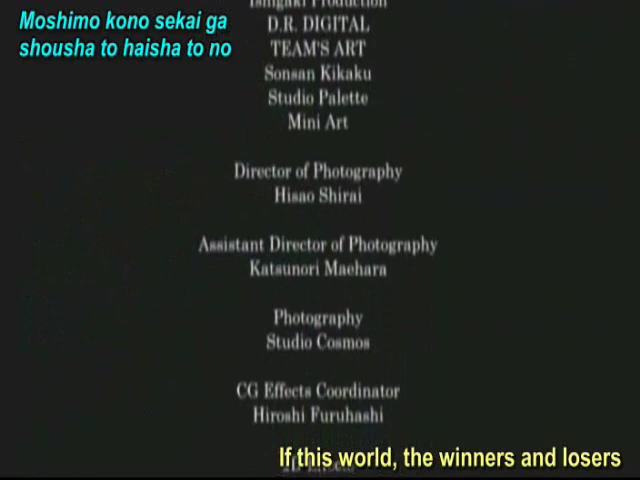 Moshimo kono sekai ga
shousha to haisha to no
Production
D.R. DIGITAL
TEAM'S ART
Sonsan Kikaku
Studio Palette
Mini Art
Director of Photography
Hisao Shirai
Assistant Director of Photography
Katsunori Maehara
Photography
Studio Cosmos
CG Effects Coordinator
Hiroshi Furuhashi
If this world, the winners and losers